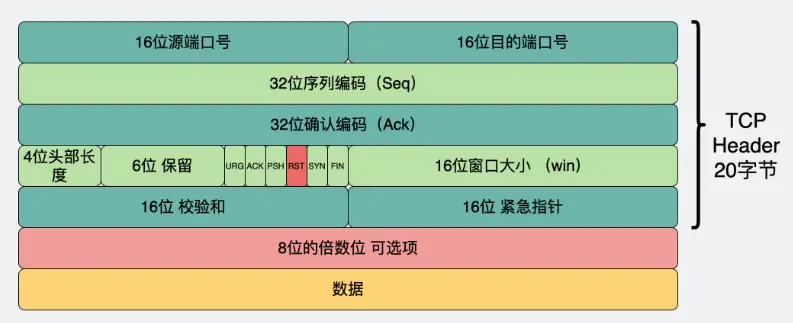 16位源端口号
16位目的端口号
32位序列编码（Seq）
32位确认编码（Ack）
4位头部长
度
6位 保留
URG
ACK
PSH
RST
SYN
FIN
16位窗口大小 （win）
16位 校验和
16位 紧急指针
8位的倍数位 可选项
数据
TCP
Header
20字节